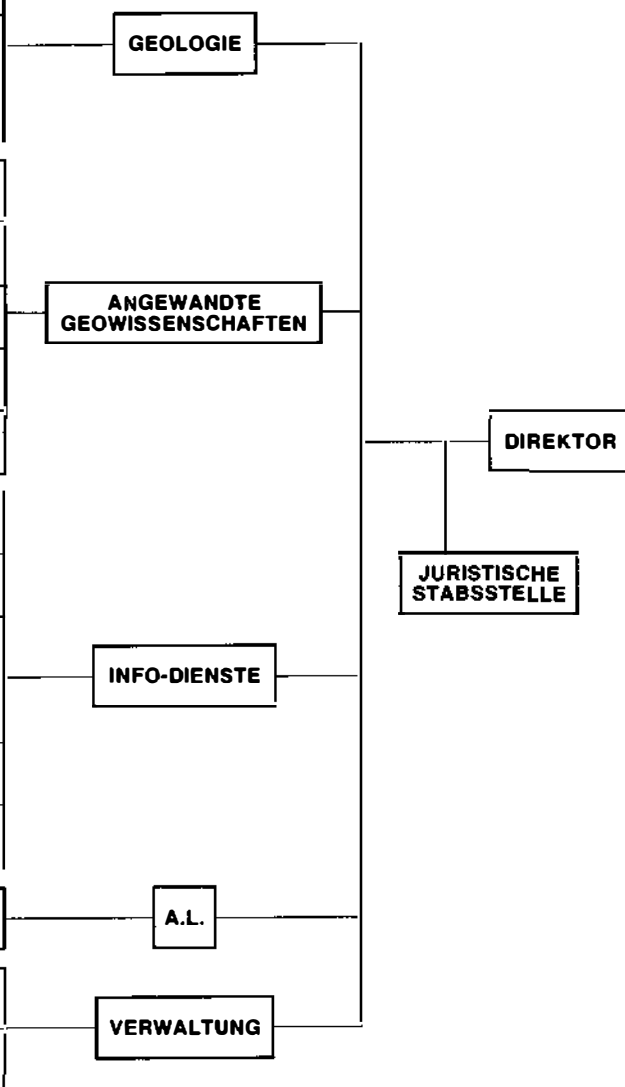 GEOLOGIE
ANGEWANDTE
GEOWISSENSCHAFTEN
DIREKTOR
JURISTISCHE
STABSSTELLE
INFO-DIENSTE
A.L.
VERWALTUNG